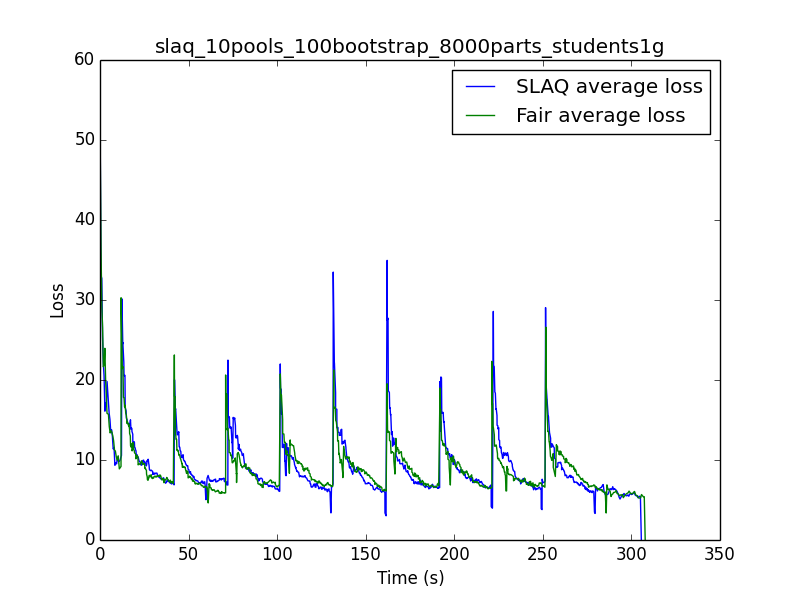 slaq_10pools_100bootstrap_8000parts_students1g
SLAQ average loss
Fair average loss
60
50
40
30
20
10
0
Loss
0 50 100 150 200 250 300 350
Time (s)